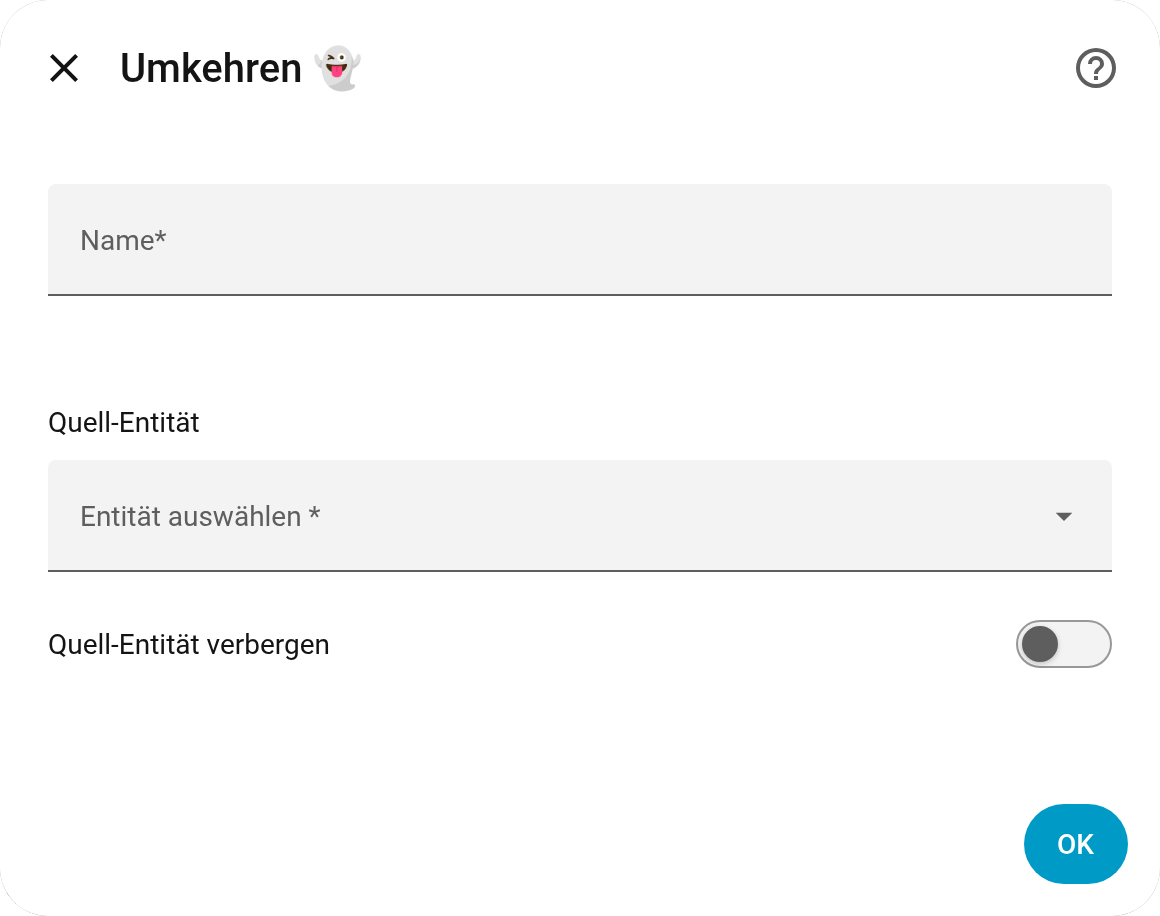 Umkehren 👻
Name*
Quell-Entität
Entität auswählen *
Quell-Entität verbergen
OK